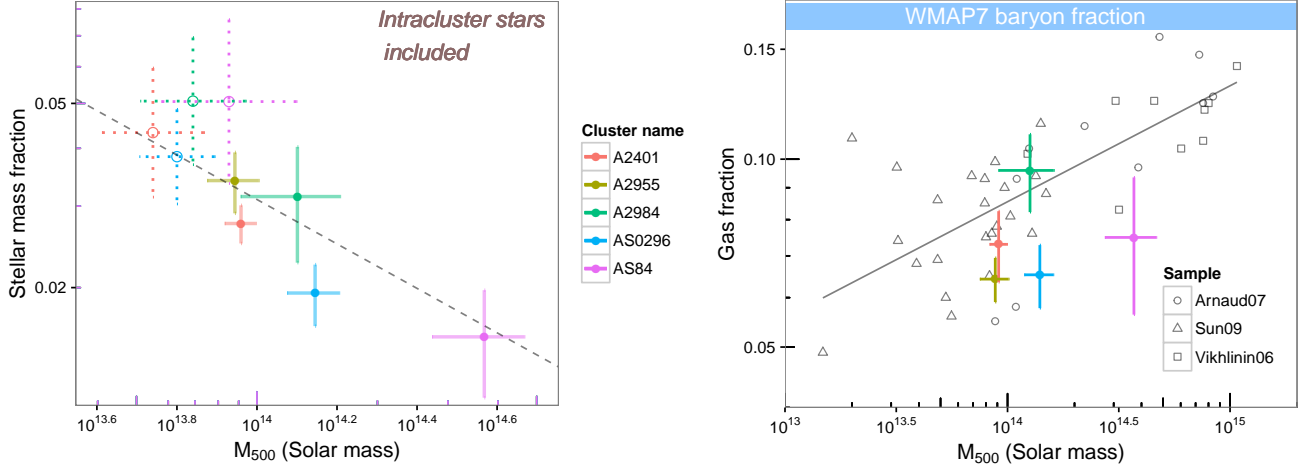 Intracluster stars
included
Stellar mass fraction
0.05
0.02
10^13.6
10^13.8
10^14
10^14.2
10^14.4
10^14.6
M500 (Solar mass)
Cluster name
A2401
A2955
A2984
AS0296
AS84
WMAP7 baryon fraction
Gas fraction
0.15
0.10
0.05
10^13
10^13.5
10^14
10^14.5
10^15
M500 (Solar mass)
Sample
Arnaud07
Sun09
Vikhlinin06